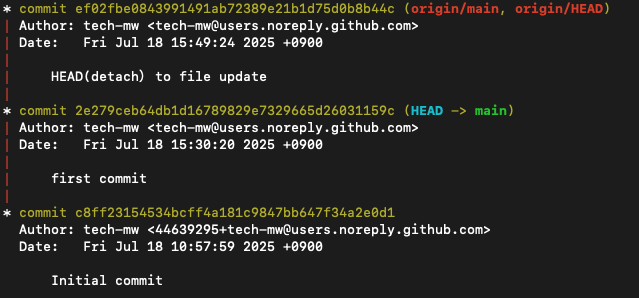 * commit ef02fbe0843991491ab72389e21b1d75d0b8b44c (origin/main, origin/HEAD)
| Author: tech-mw <tech-mw@users.noreply.github.com>
| Date:   Fri Jul 18 15:49:24 2025 +0900
|
|     HEAD(detach) to file update
|
* commit 2e279ceb64db1d16789829e7329665d26031159c (HEAD -> main)
| Author: tech-mw <tech-mw@users.noreply.github.com>
| Date:   Fri Jul 18 15:30:20 2025 +0900
|
|     first commit
|
* commit c8ff23154534bcff4a181c9847bb647f34a2e0d1
  Author: tech-mw <44639295+tech-mw@users.noreply.github.com>
  Date:   Fri Jul 18 10:57:59 2025 +0900

      Initial commit